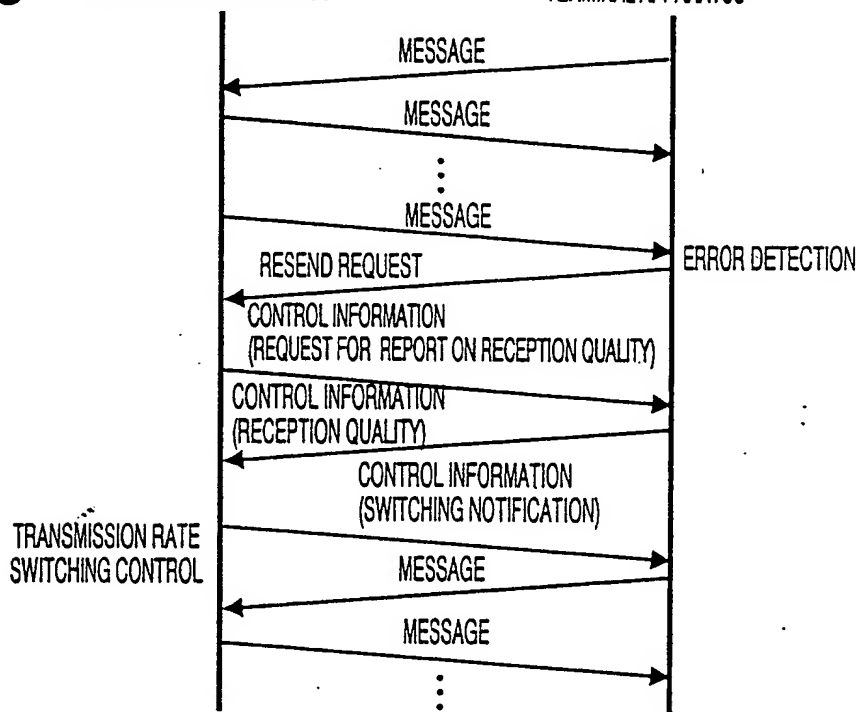 MESSAGE
MESSAGE
MESSAGE
ERROR DETECTION
RESEND REQUEST
CONTROL INFORMATION
(REQUEST FOR REPORT ON RECEPTION QUALITY)
CONTROL INFORMATION
(RECEPTION QUALITY)
CONTROL INFORMATION
(SWITCHING NOTIFICATION)
TRANSMISSION RATE
SWITCHING CONTROL
MESSAGE
MESSAGE